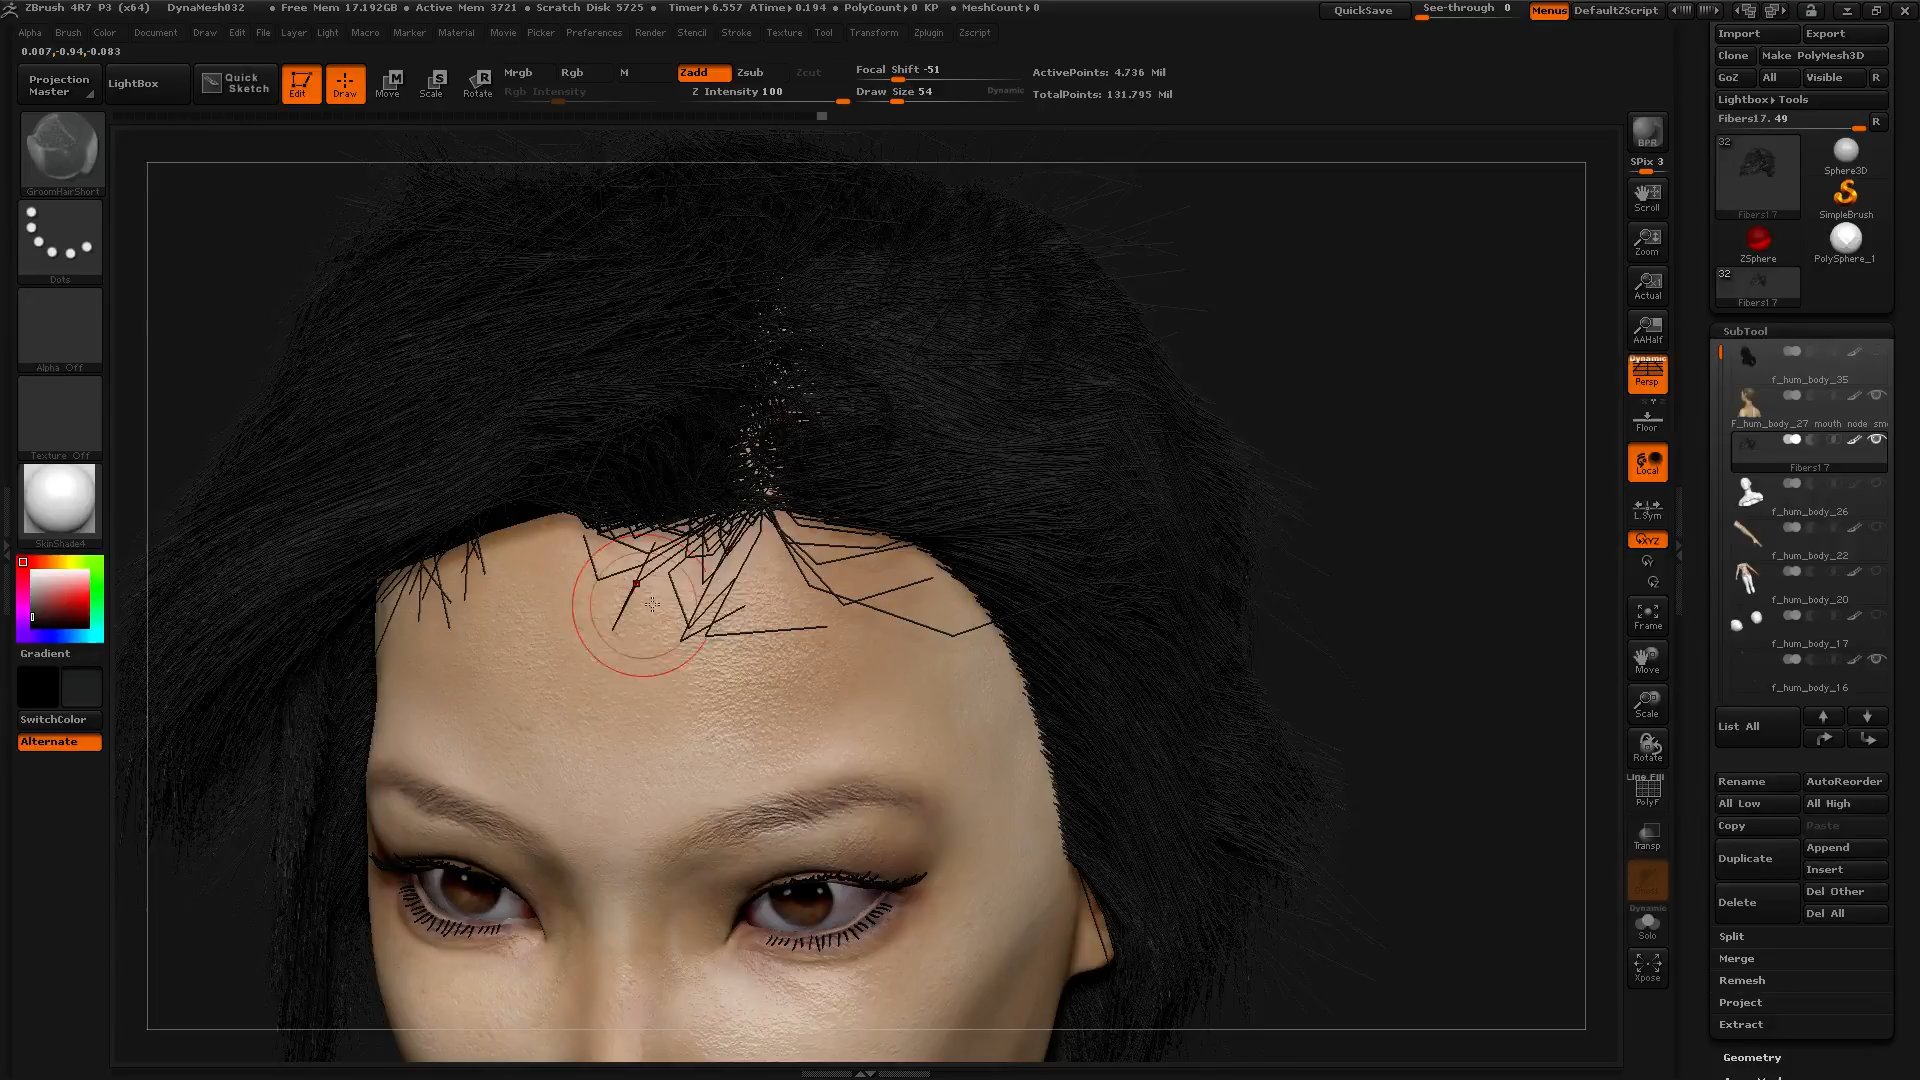 ZBrush 4R7 P3 (x64) DynaMesh032 • Free Mem 17.192GB • Active Mem 3721 • Scratch Disk 5725 • Timer▸6.557 ATime▸0.194 • PolyCount▸0 KP • MeshCount▸0
QuickSave See-through 0 Menus DefaultZScript
Alpha Brush Color Document Draw Edit File Layer Light Macro Marker Material Movie Picker Preferences Render Stencil Stroke Texture Tool Transform Zplugin Zscript
0.007,-0.94,-0.083
Projection Master
LightBox
Quick Sketch
Edit
Draw
Move
Scale
Rotate
Mrgb Rgb M
Rgb Intensity
Zadd Zsub Zcut
Z Intensity 100
Focal Shift -51
Draw Size 54 Dynamic
ActivePoints: 4.736 Mil
TotalPoints: 131.795 Mil
GroomHairShort
Dots
Alpha Off
Texture Off
SkinShade4
Gradient
SwitchColor
Alternate
BPR
SPix 3
Scroll
Zoom
Actual
AAHalf
Dynamic
Persp
Floor
Local
L.Sym
XYZ
Frame
Move
Scale
Rotate
Line Fill
PolyF
Transp
Dynamic
Solo
Xpose
Import Export
Clone Make PolyMesh3D
GoZ All Visible R
Lightbox▸Tools
Fibers17. 49 R
32
Sphere3D
Fibers17 SimpleBrush
ZSphere PolySphere_1
32
Fibers17
SubTool
f_hum_body_35
F_hum_body_27_mouth_node_sm
Fibers17
f_hum_body_26
f_hum_body_22
f_hum_body_20
f_hum_body_17
f_hum_body_16
List All
Rename AutoReorder
All Low All High
Copy Paste
Duplicate Append
Insert
Delete Del Other
Del All
Split
Merge
Remesh
Project
Extract
Geometry